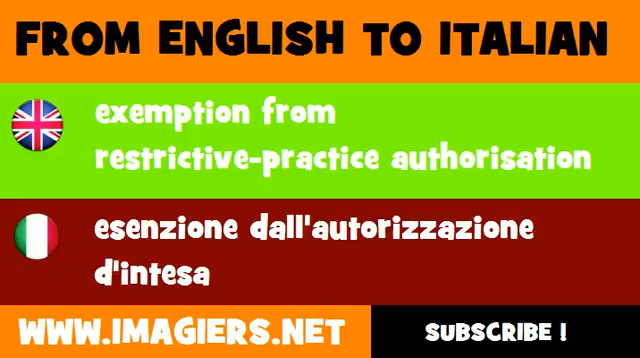 FROM ENGLISH TO ITALIAN
exemption from
restrictive-practice authorisation
esenzione dall'autorizzazione
d'intesa
WWW.IMAGIERS.NET
SUBSCRIBE !